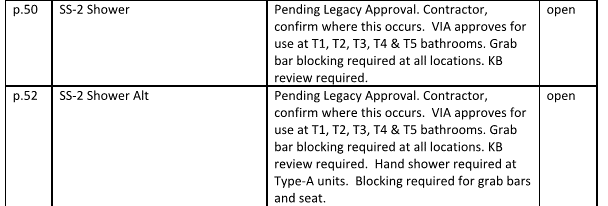 p.50 SS-2 Shower Pending Legacy Approval. Contractor, open
confirm where this occurs.  VIA approves for
use at T1, T2, T3, T4 & T5 bathrooms. Grab
bar blocking required at all locations. KB
review required.
p.52 SS-2 Shower Alt Pending Legacy Approval. Contractor, open
confirm where this occurs.  VIA approves for
use at T1, T2, T3, T4 & T5 bathrooms. Grab
bar blocking required at all locations. KB
review required.  Hand shower required at
Type-A units.  Blocking required for grab bars
and seat.